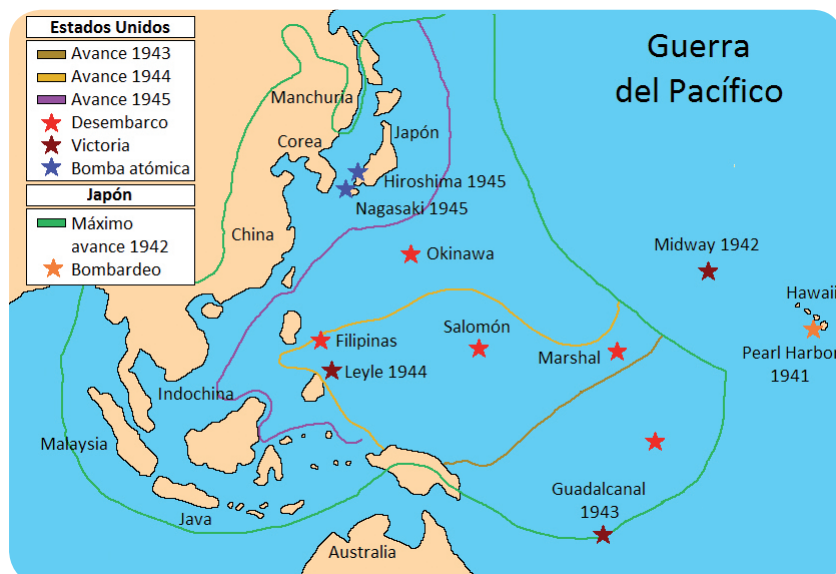 Estados Unidos
Avance 1943
Avance 1944
Avance 1945
Desembarco
Victoria
Bomba atómica
Japón
Máximo
avance 1942
Bombardeo
Guerra
del Pacífico
Manchuria
Corea
Japón
Hiroshima 1945
Nagasaki 1945
China
Okinawa
Midway 1942
Hawaii
Pearl Harbor
1941
Filipinas
Salomón
Marshal
Leyle 1944
Indochina
Malaysia
Java
Guadalcanal
1943
Australia